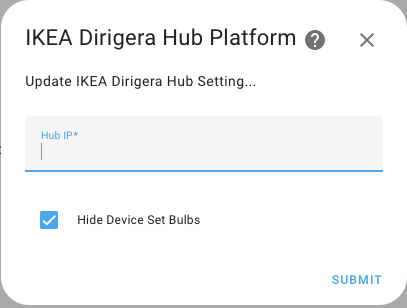 IKEA Dirigera Hub Platform ?
Update IKEA Dirigera Hub Setting...
Hub IP*
Hide Device Set Bulbs
SUBMIT